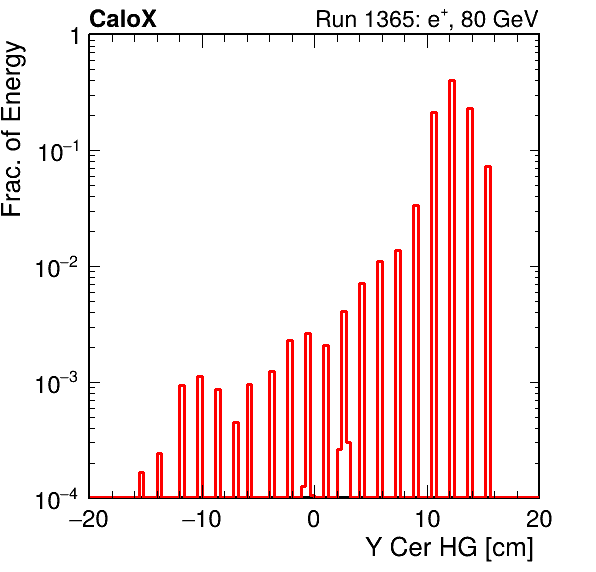 CaloX Run 1365: e⁺, 80 GeV
Frac. of Energy
1
10⁻¹
10⁻²
10⁻³
10⁻⁴
−20 −10 0 10 20
Y Cer HG [cm]